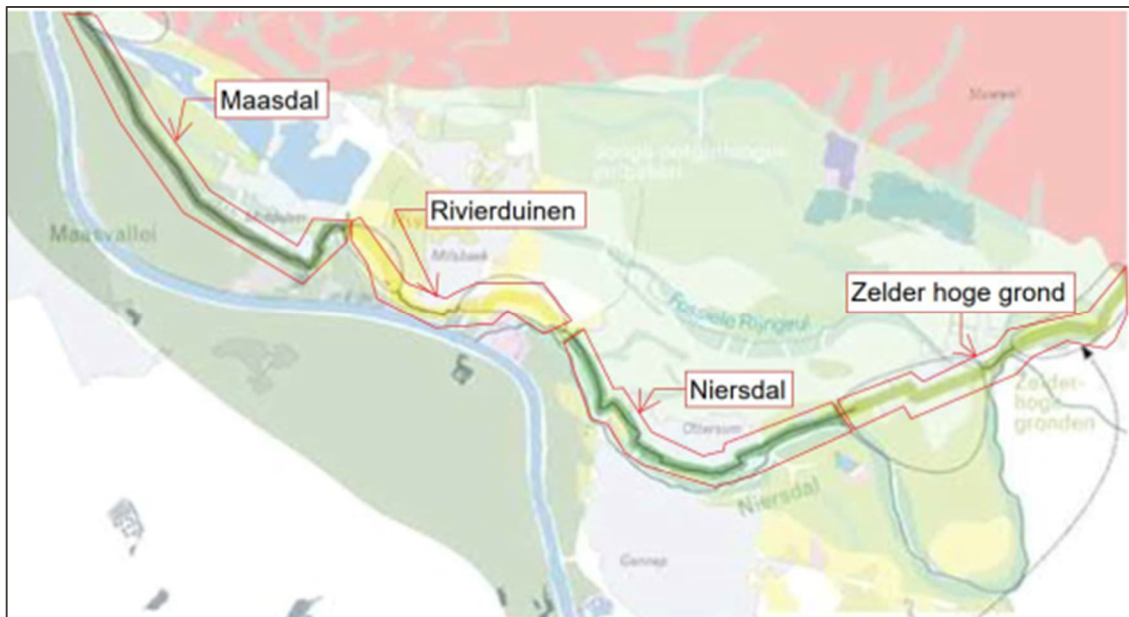 Maasdal
Rivierduinen
Milsbeek
Maasvallei
Zelder hoge grond
Fossiele Rijngeul
Niersdal
Ottersum
Zelder-
hoge
gronden
Niersdal
Gennep